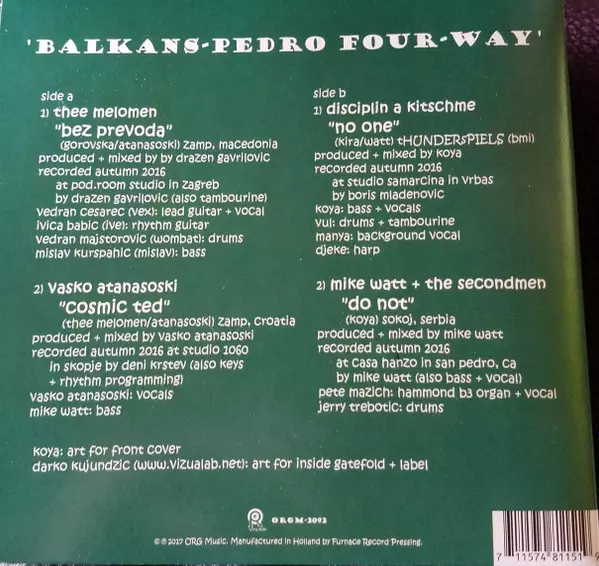 'BALKANS-PEDRO FOUR-WAY'
side a
1) thee melomen
"bez prevoda"
(gorovska/atanasoski) zamp, macedonia
produced + mixed by by drazen gavrilovic
recorded autumn 2016
at pod.room studio in zagreb
by drazen gavrilovic (also tambourine)
vedran cesarec (vex): lead guitar + vocal
ivica babic (ive): rhythm guitar
vedran majstorovic (wombat): drums
mislav kurspahic (mislav): bass
2) vasko atanasoski
"cosmic ted"
(thee melomen/atanasoski) zamp, croatia
produced + mixed by vasko atanasoski
recorded autumn 2016 at studio 1060
in skopje by deni krstev (also keys
+ rhythm programming)
vasko atanasoski: vocals
mike watt: bass
side b
1) disciplin a kitschme
"no one"
(kira/watt) tHUNDERSPIELS (bmi)
produced + mixed by koya
recorded autumn 2016
at studio samarcina in vrbas
by boris mladenovic
koya: bass + vocals
vul: drums + tambourine
manya: background vocal
djeke: harp
2) mike watt + the secondmen
"do not"
(koya) sokoj, serbia
produced + mixed by mike watt
recorded autumn 2016
at casa hanzo in san pedro, ca
by mike watt (also bass + vocal)
pete mazich: hammond b3 organ + vocal
jerry trebotic: drums
koya: art for front cover
darko kujundzic (www.vizualab.net): art for inside gatefold + label
ORGM-2093
©℗ 2017 ORG Music. Manufactured in Holland by Furnace Record Pressing.
7 11574 81151 9